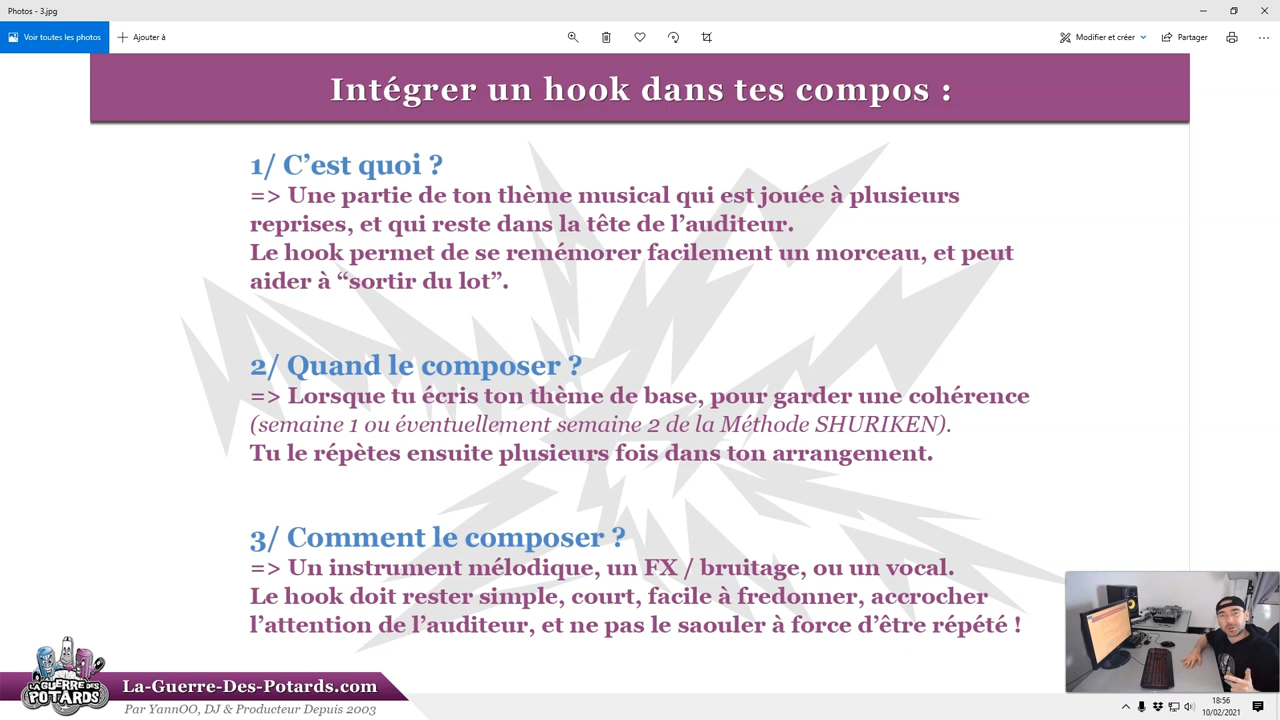 Photos - 3.jpg
Voir toutes les photos
Ajouter à
Modifier et créer
Partager
Intégrer un hook dans tes compos :
1/ C’est quoi ?
=> Une partie de ton thème musical qui est jouée à plusieurs
reprises, et qui reste dans la tête de l’auditeur.
Le hook permet de se remémorer facilement un morceau, et peut
aider à “sortir du lot”.
2/ Quand le composer ?
=> Lorsque tu écris ton thème de base, pour garder une cohérence
(semaine 1 ou éventuellement semaine 2 de la Méthode SHURIKEN).
Tu le répètes ensuite plusieurs fois dans ton arrangement.
3/ Comment le composer ?
=> Un instrument mélodique, un FX / bruitage, ou un vocal.
Le hook doit rester simple, court, facile à fredonner, accrocher
l’attention de l’auditeur, et ne pas le saouler à force d’être répété !
LA GUERRE DES
POTARDS
La-Guerre-Des-Potards.com
Par YannOO, DJ & Producteur Depuis 2003
18:56
10/02/2021